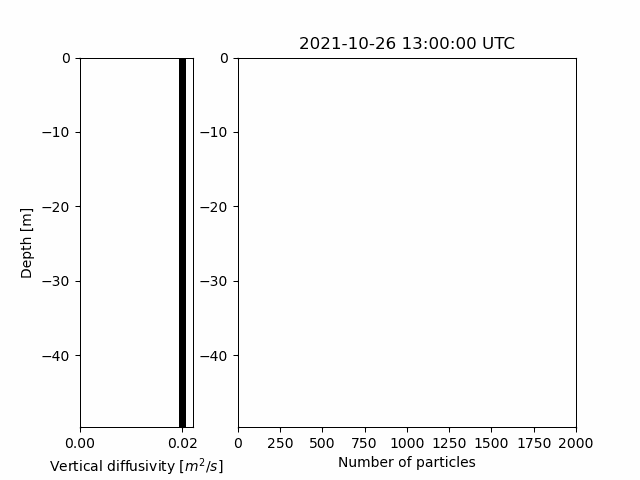 2021-10-26 13:00:00 UTC
0
−10
−20
−30
−40
Depth [m]
0.00 0.02
Vertical diffusivity [m²/s]
0
−10
−20
−30
−40
0 250 500 750 1000 1250 1500 1750 2000
Number of particles